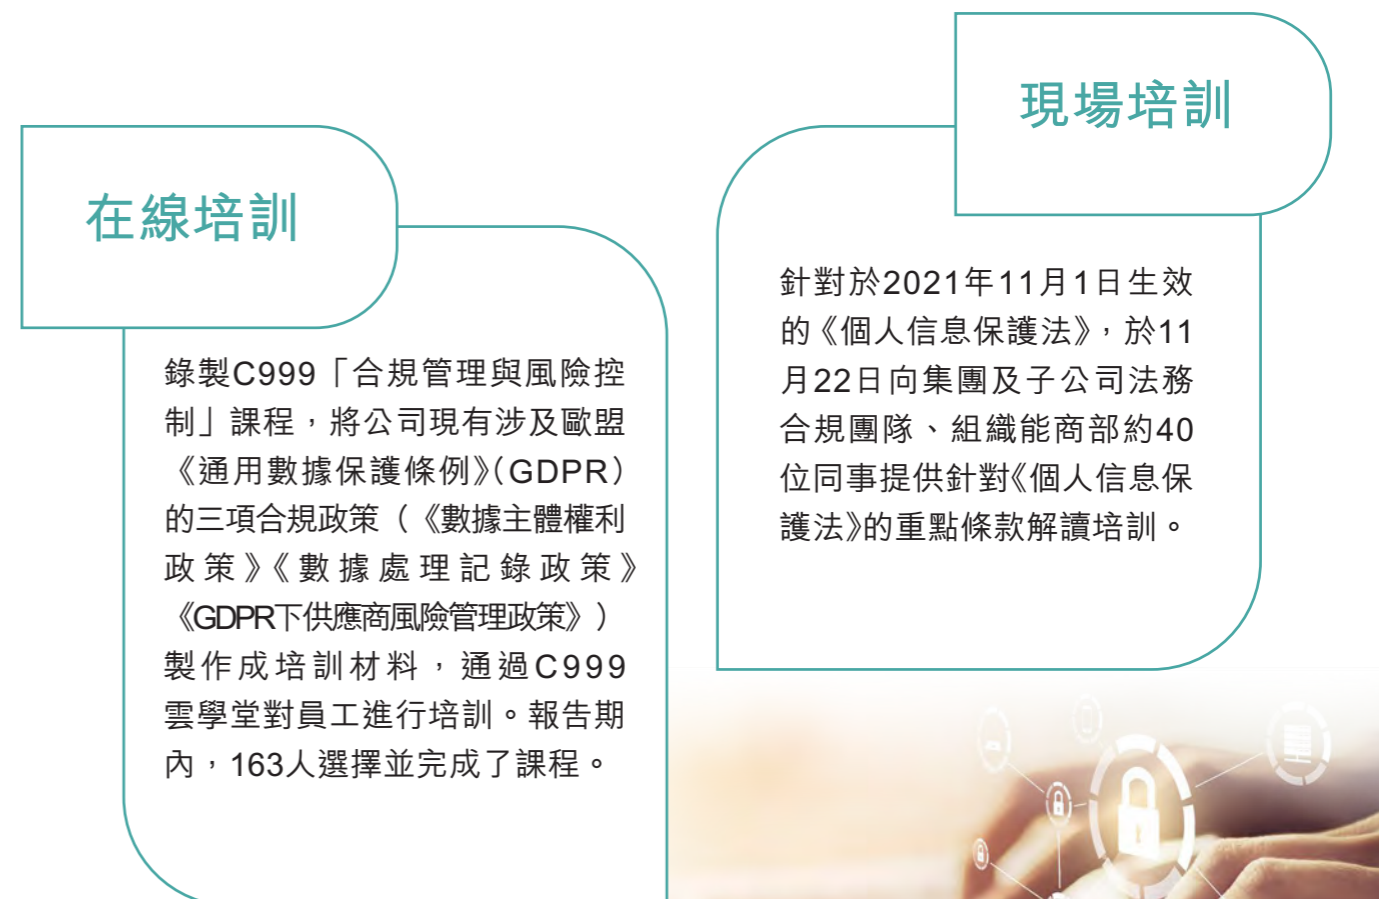 在線培訓
錄製C999「合規管理與風險控
制」課程，將公司現有涉及歐盟
《通用數據保護條例》（GDPR）
的三項合規政策（《數據主體權利
政策》《數據處理記錄政策》
《GDPR下供應商風險管理政策》）
製作成培訓材料，通過C999
雲學堂對員工進行培訓。報告期
內，163人選擇並完成了課程。
現場培訓
針對於2021年11月1日生效
的《個人信息保護法》，於11
月22日向集團及子公司法務
合規團隊、組織能商部約40
位同事提供針對《個人信息保
護法》的重點條款解讀培訓。